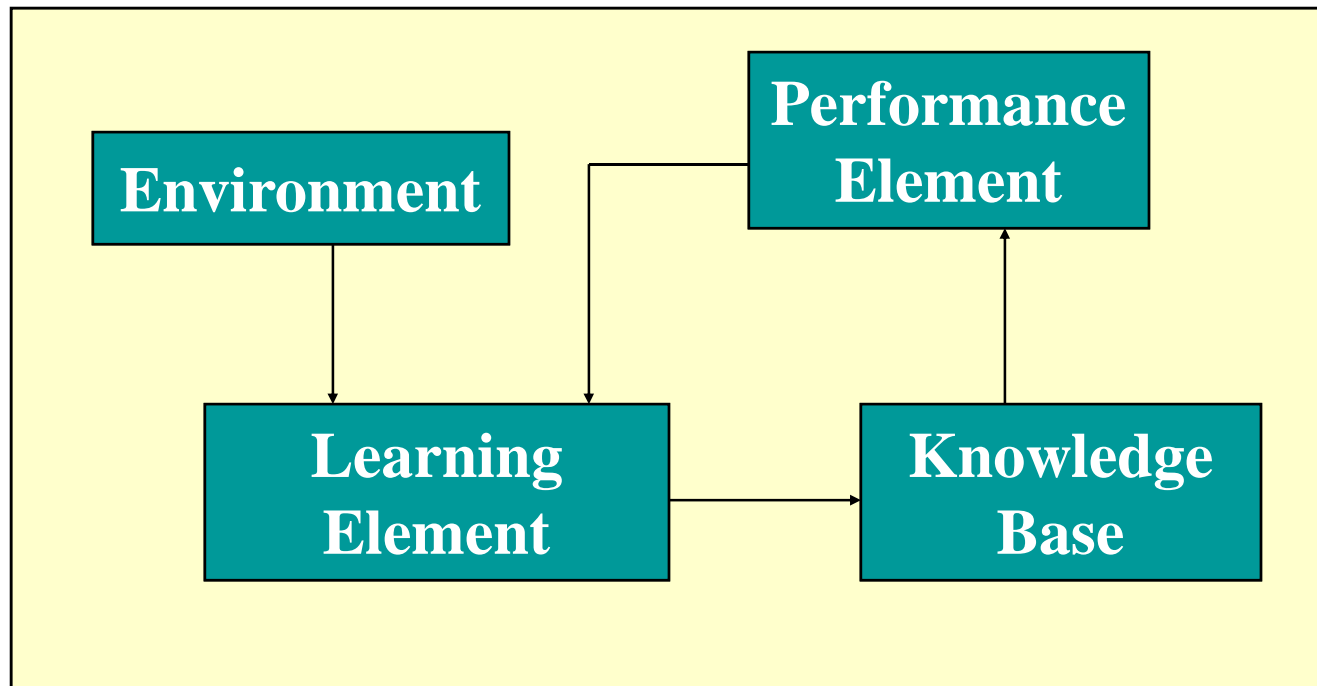 Environment
Performance
Element
Learning
Element
Knowledge
Base